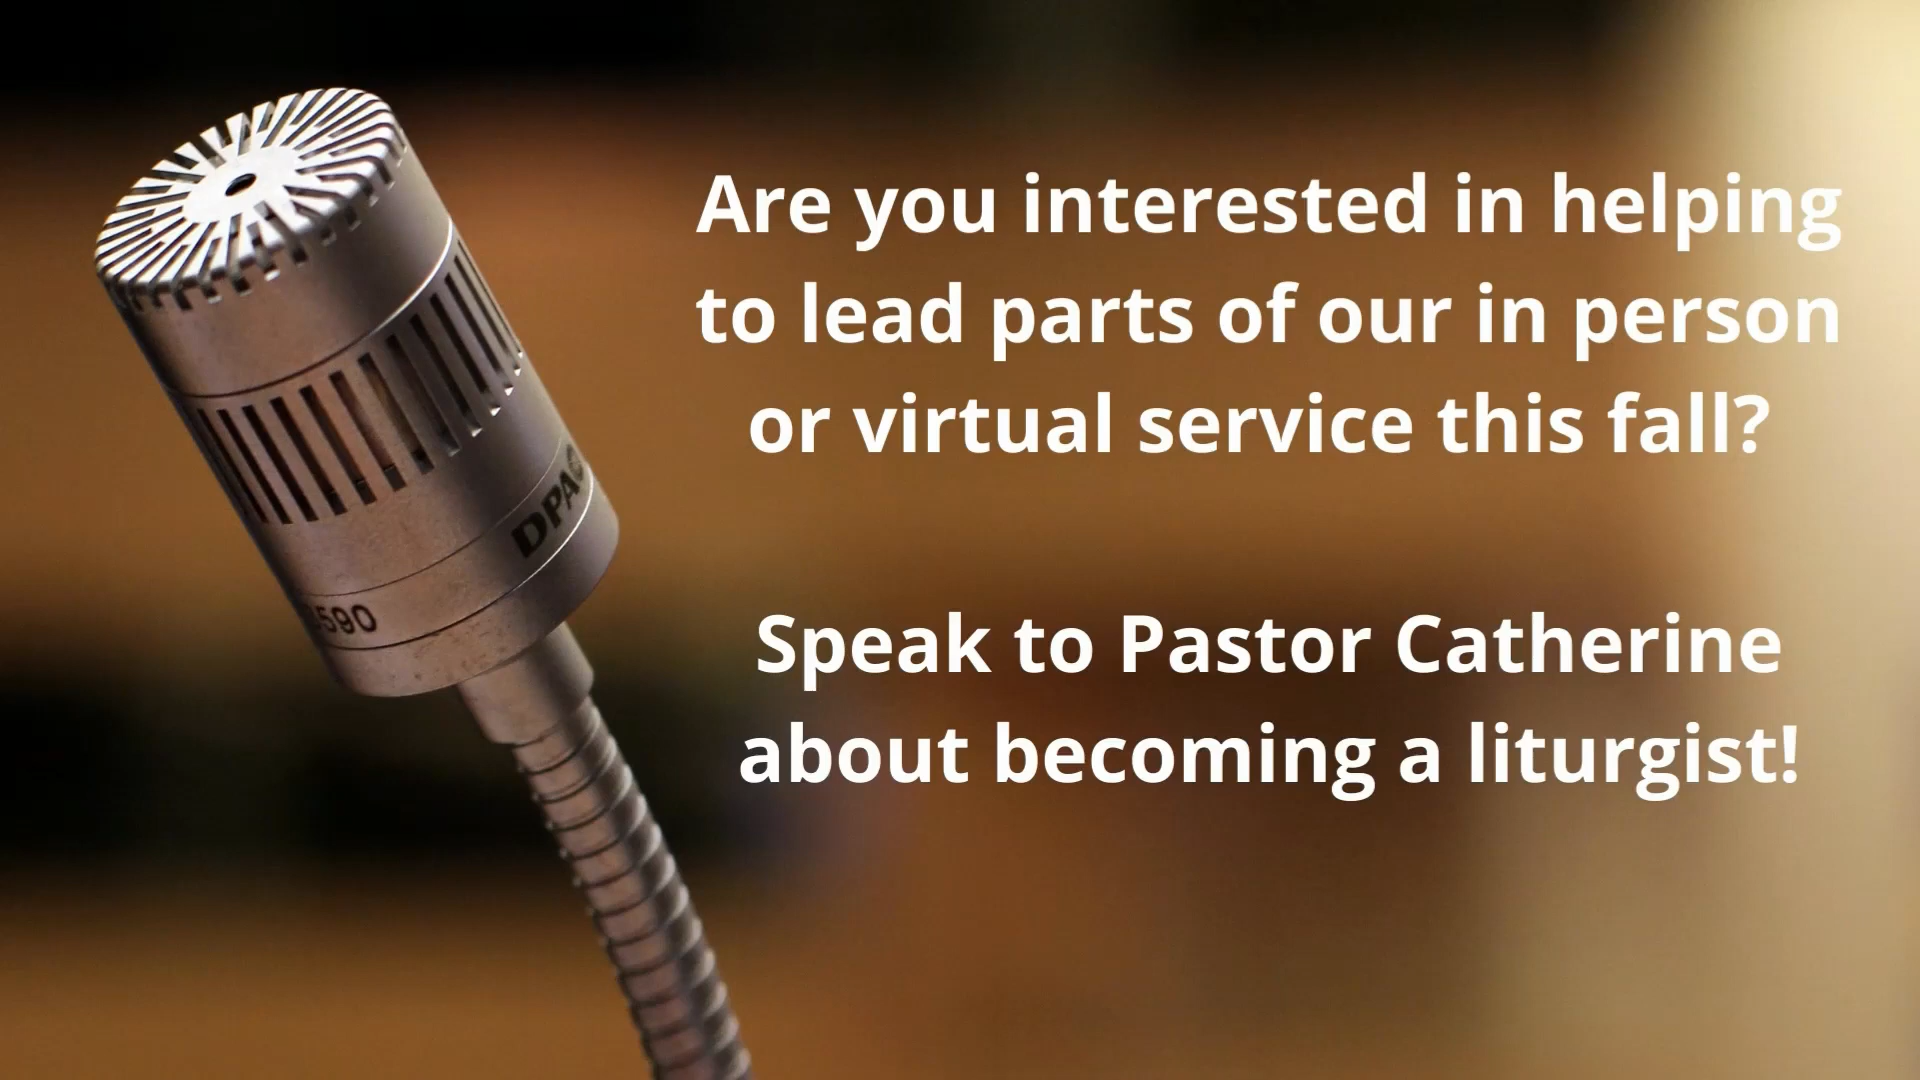 Are you interested in helping
to lead parts of our in person
or virtual service this fall?
Speak to Pastor Catherine
about becoming a liturgist!
DPA
590